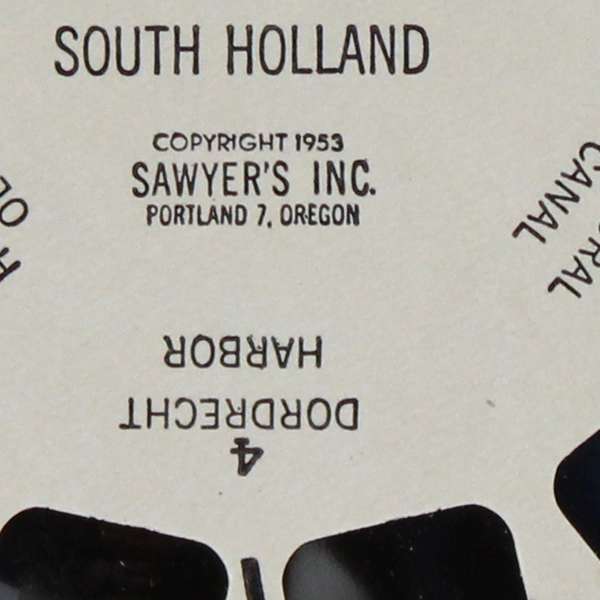 SOUTH HOLLAND
COPYRIGHT 1953
SAWYER'S INC.
PORTLAND 7, OREGON
4
DORDRECHT
HARBOR
CANAL